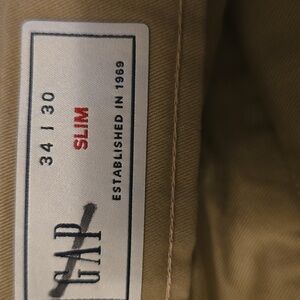 34 | 30
SLIM
GAP
ESTABLISHED IN 1969